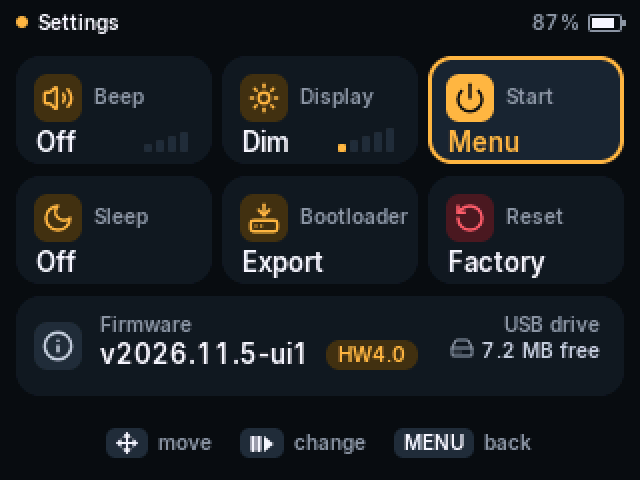 Settings
87%
Beep
Off
Display
Dim
Start
Menu
Sleep
Off
Bootloader
Export
Reset
Factory
Firmware
v2026.11.5-ui1 HW4.0
USB drive
7.2 MB free
move change MENU back